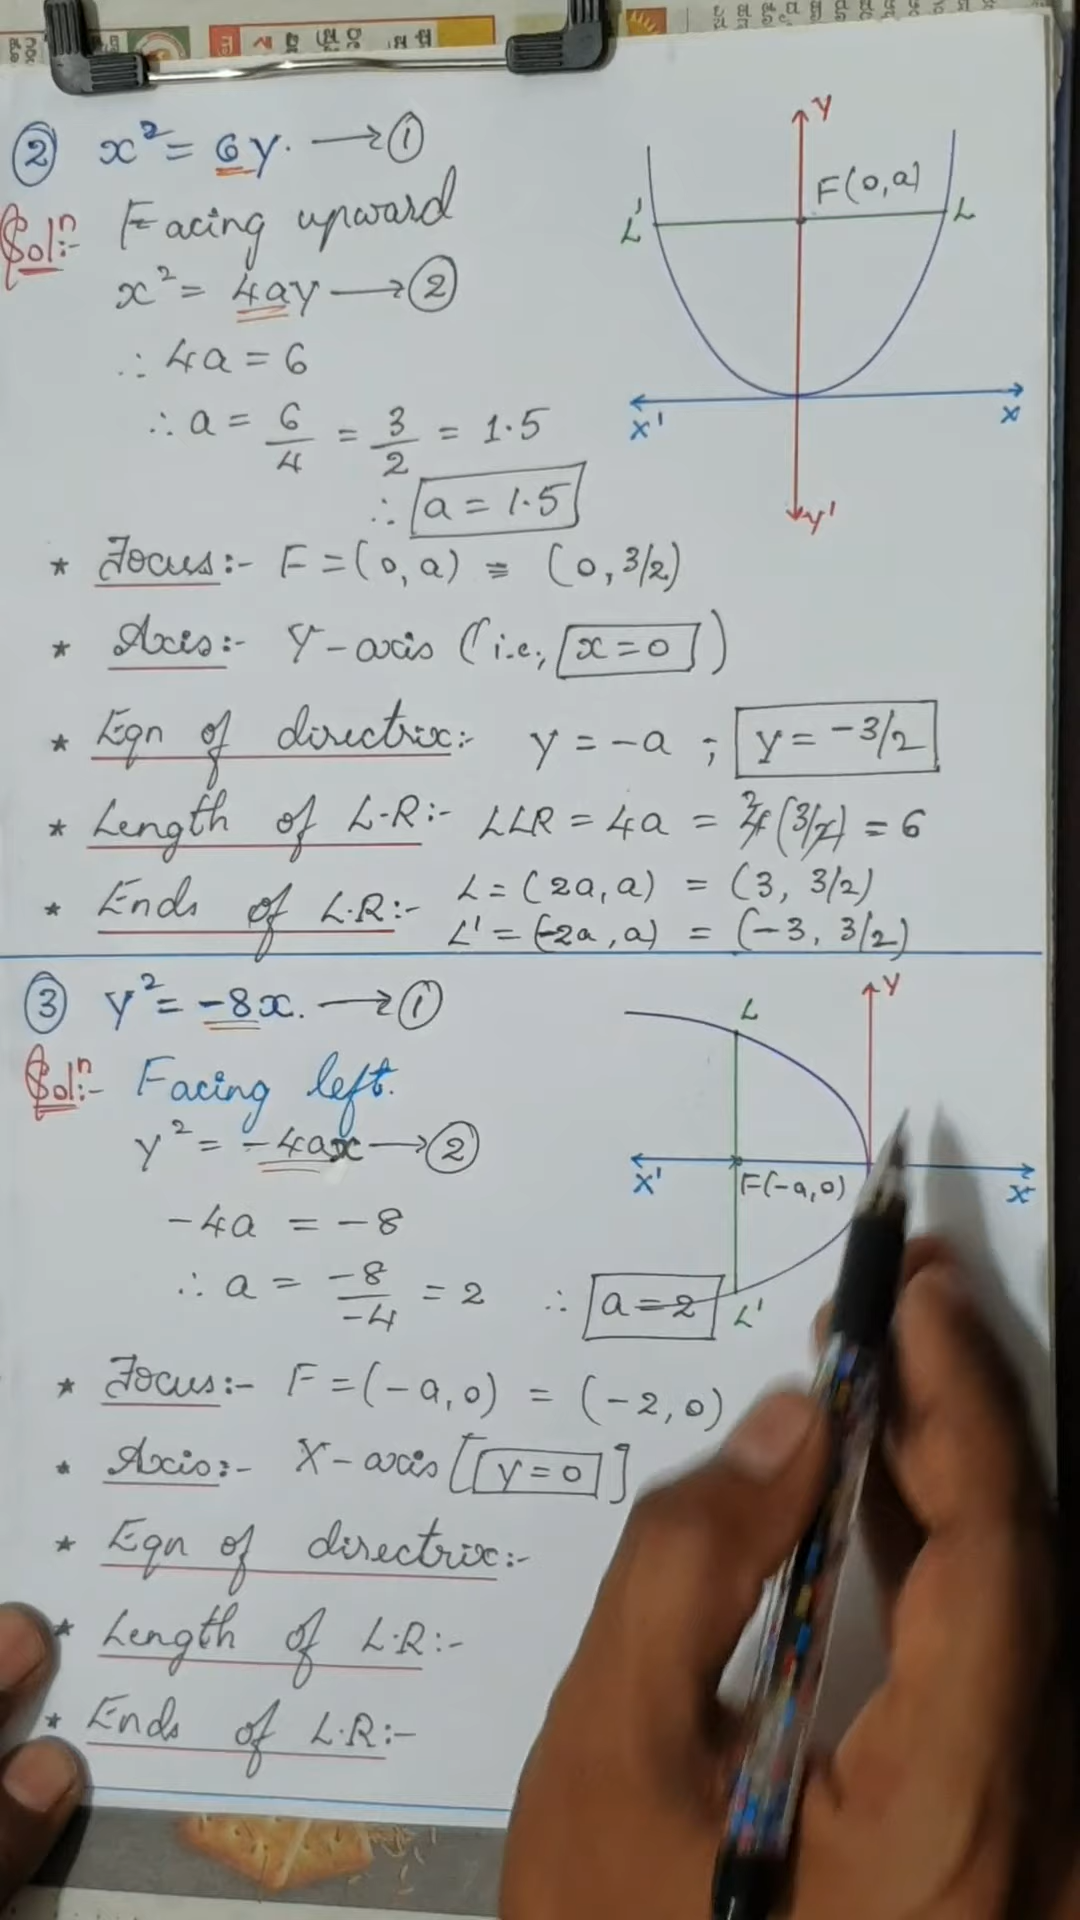 ② x² = 6y. ⟶ ①
Solⁿ:- Facing upward
x² = 4ay ⟶ ②
∴ 4a = 6
∴ a = 6/4 = 3/2 = 1.5
∴ a = 1.5
* Focus:- F = (0, a) = (0, 3/2)
* Axis:- Y-axis (i.e., x = 0)
* Eqn of directrix:- y = -a ; y = -3/2
* Length of L.R:- LLR = 4a = 4(3/2) = 6
* Ends of L.R:- L = (2a, a) = (3, 3/2)
L' = (-2a, a) = (-3, 3/2)
Y
F(0, a)
L'
L
X'
X
Y'
③ y² = -8x. ⟶ ①
Solⁿ:- Facing left.
y² = -4ax ⟶ ②
-4a = -8
∴ a = -8/-4 = 2 ∴ a = 2
* Focus:- F = (-a, 0) = (-2, 0)
* Axis:- X-axis [y = 0]
* Eqn of directrix:-
* Length of L.R:-
* Ends of L.R:-
Y
L
X'
F(-a, 0)
X
L'